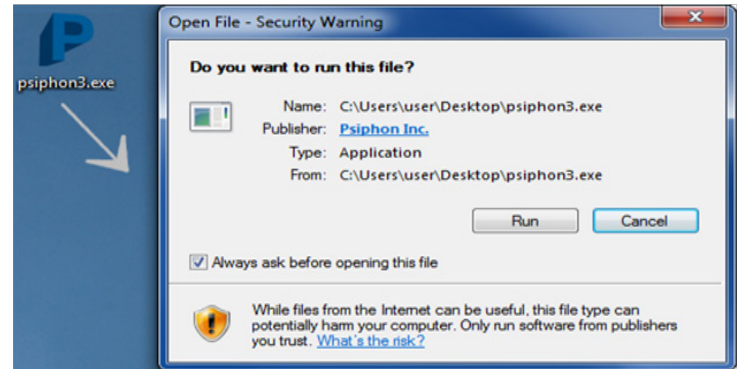 psiphon3.exe
Open File - Security Warning
Do you want to run this file?
Name: C:\Users\user\Desktop\psiphon3.exe
Publisher: Psiphon Inc.
Type: Application
From: C:\Users\user\Desktop\psiphon3.exe
Run Cancel
Always ask before opening this file
While files from the Internet can be useful, this file type can
potentially harm your computer. Only run software from publishers
you trust. What's the risk?